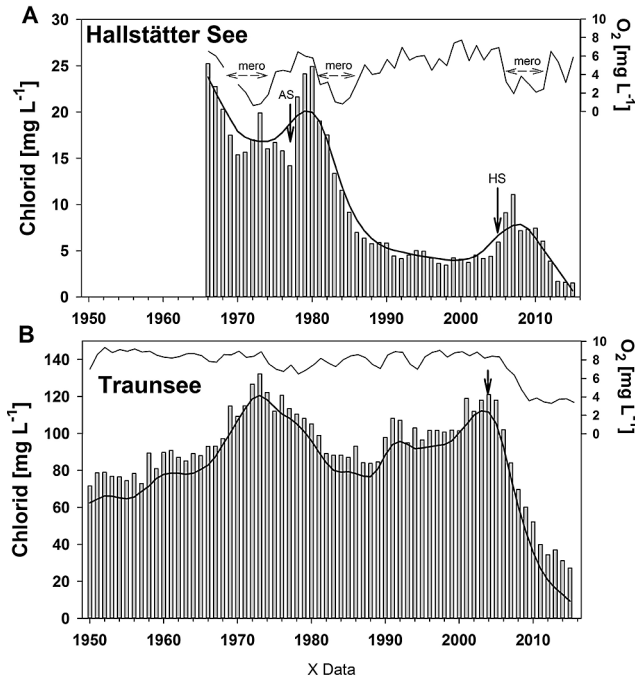 A
Hallstätter See
30
25
20
15
10
5
0
Chlorid [mg L⁻¹]
10
8
6
4
2
0
O₂ [mg L⁻¹]
mero
mero
mero
AS
HS
1950 1960 1970 1980 1990 2000 2010
B
Traunsee
140
120
100
80
60
40
20
0
Chlorid [mg L⁻¹]
10
8
6
4
2
0
O₂ [mg L⁻¹]
1950 1960 1970 1980 1990 2000 2010
X Data